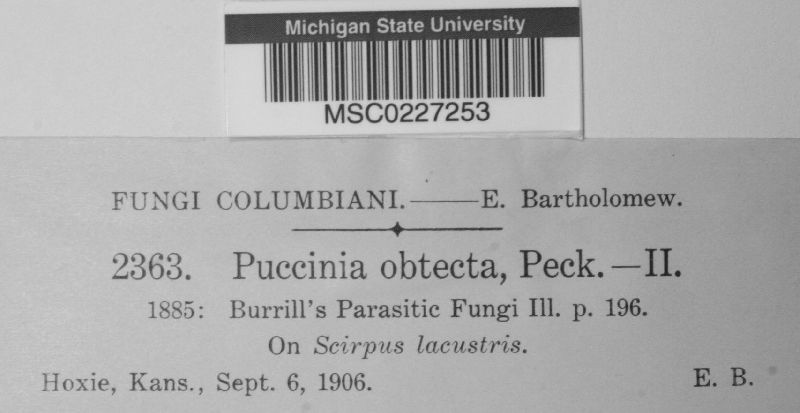 Michigan State University
MSC0227253
FUNGI COLUMBIANI.——E. Bartholomew.
2363. Puccinia obtecta, Peck.—II.
1885: Burrill's Parasitic Fungi Ill. p. 196.
On Scirpus lacustris.
Hoxie, Kans., Sept. 6, 1906. E. B.